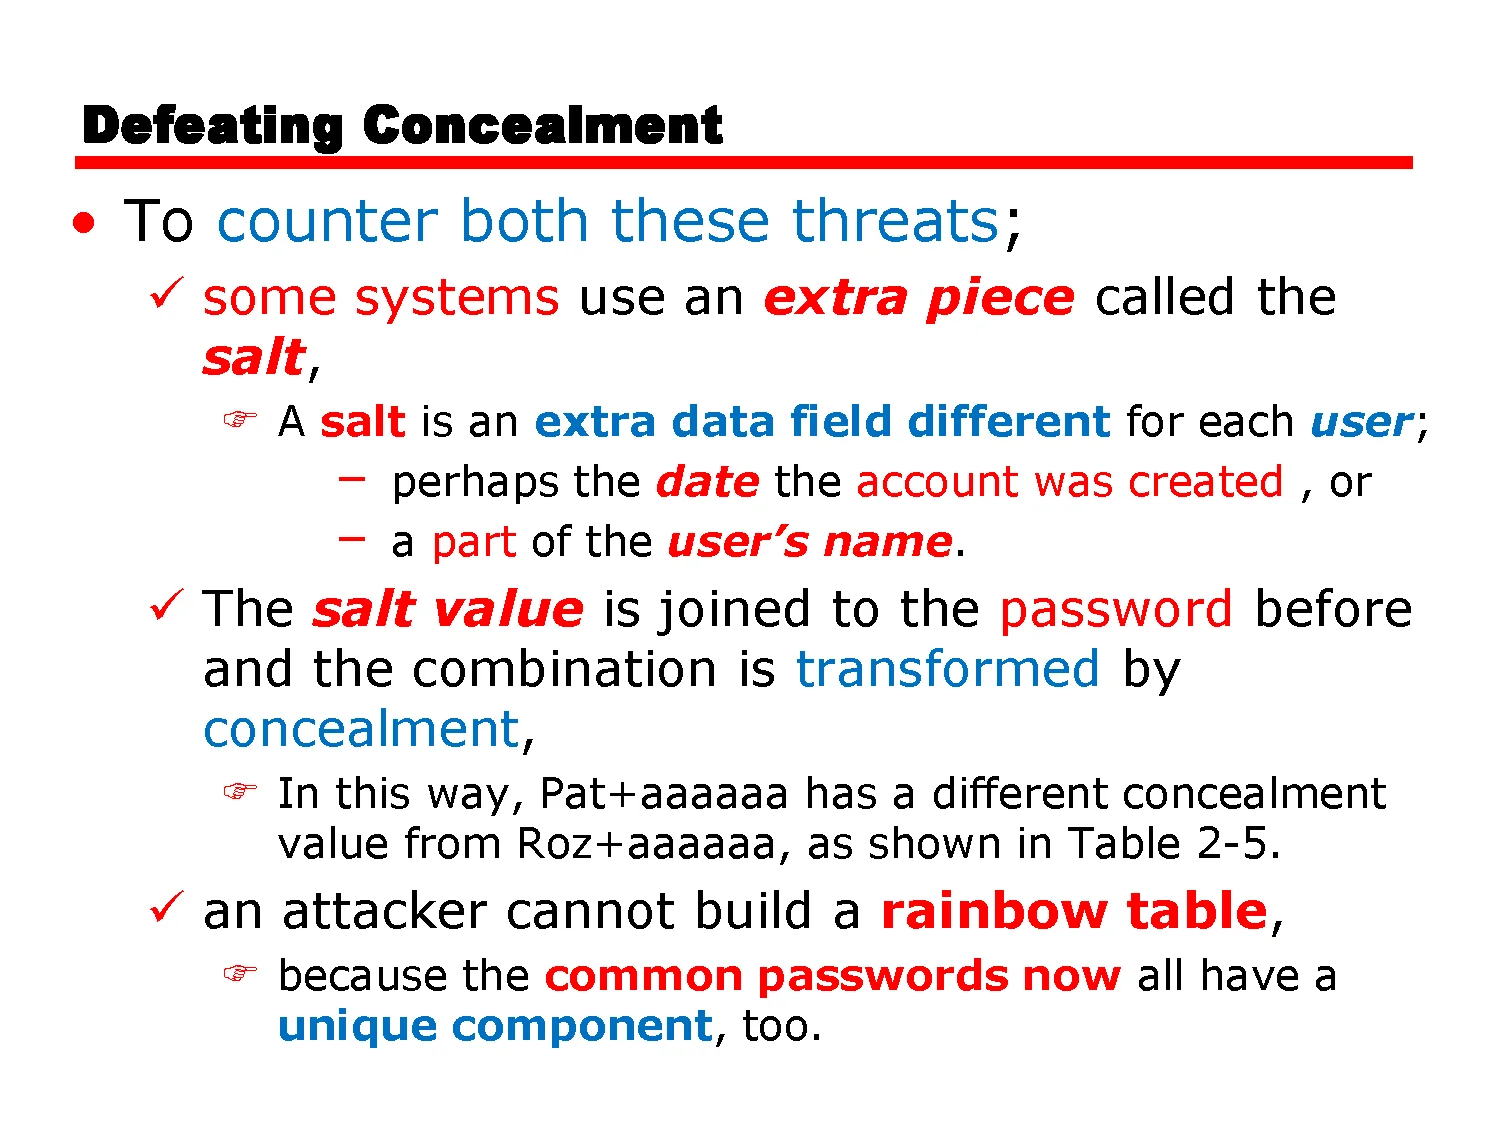 Defeating Concealment
• To counter both these threats;
✓ some systems use an extra piece called the
salt,
☞ A salt is an extra data field different for each user;
– perhaps the date the account was created , or
– a part of the user’s name.
✓ The salt value is joined to the password before
and the combination is transformed by
concealment,
☞ In this way, Pat+aaaaaa has a different concealment
value from Roz+aaaaaa, as shown in Table 2-5.
✓ an attacker cannot build a rainbow table,
☞ because the common passwords now all have a
unique component, too.